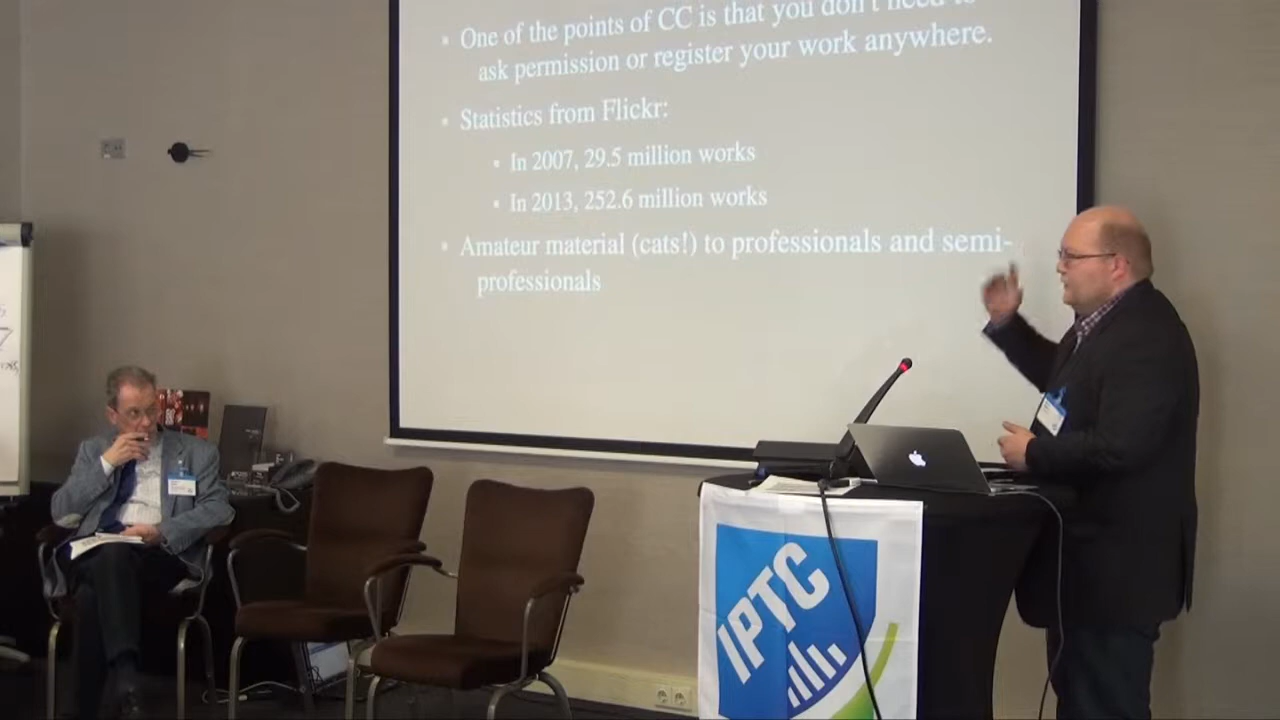 One of the points of CC is that you don't need to
ask permission or register your work anywhere.
Statistics from Flickr:
In 2007, 29.5 million works
In 2013, 252.6 million works
Amateur material (cats!) to professionals and semi-
professionals
IPTC